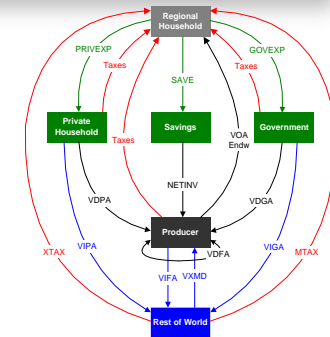 Regional
Household
PRIVEXP
GOVEXP
Taxes
Taxes
SAVE
Private
Household
Savings
Government
Taxes
VOA
Endw
NETINV
VDPA
VDGA
Producer
XTAX
VIPA
VDFA
VIGA
MTAX
VIFA
VXMD
Rest of World